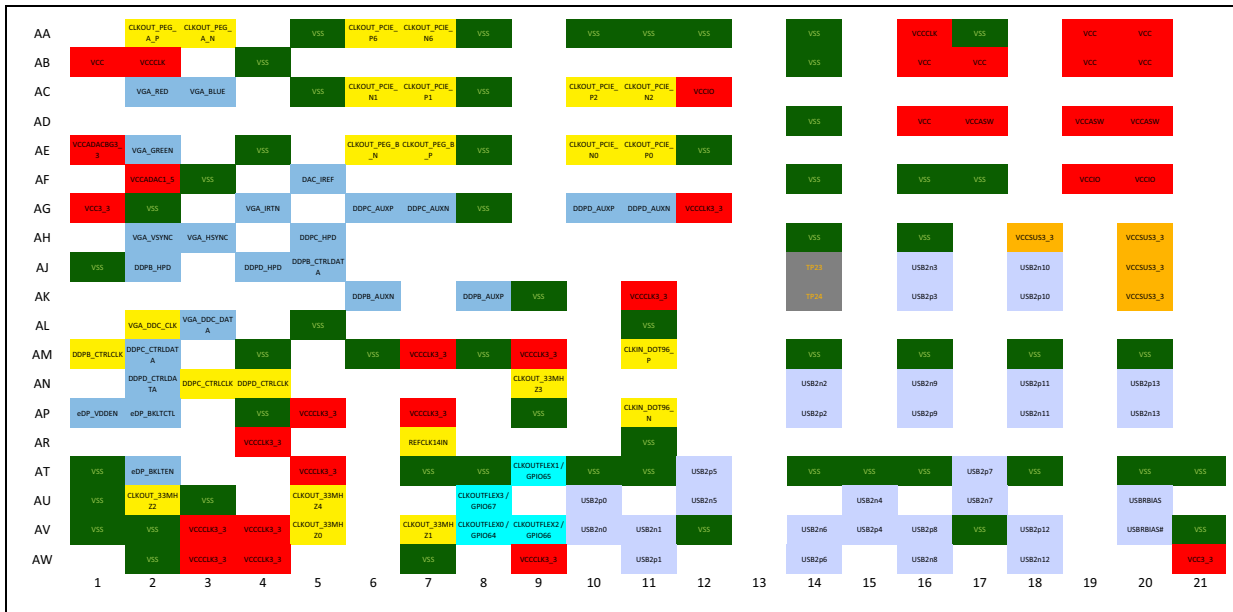 AA CLKOUT_PEG_A_P CLKOUT_PEG_A_N VSS CLKOUT_PCIE_P6 CLKOUT_PCIE_N6 VSS VSS VSS VSS VSS VCCCLK VSS VCC VCC
AB VCC VCCCLK VSS VSS VCC VCC VCC VCC
AC VGA_RED VGA_BLUE VSS CLKOUT_PCIE_N1 CLKOUT_PCIE_P1 VSS CLKOUT_PCIE_P2 CLKOUT_PCIE_N2 VCCIO
AD VSS VCC VCCASW VCCASW VCCASW
AE VCCADACBG3_3 VGA_GREEN VSS CLKOUT_PEG_B_N CLKOUT_PEG_B_P VSS CLKOUT_PCIE_N0 CLKOUT_PCIE_P0 VSS
AF VCCADAC1_5 VSS DAC_IREF VSS VSS VSS VCCIO VCCIO
AG VCC3_3 VSS VGA_IRTN DDPC_AUXP DDPC_AUXN VSS DDPD_AUXP DDPD_AUXN VCCCLK3_3
AH VGA_VSYNC VGA_HSYNC DDPC_HPD VSS VSS VCCSUS3_3 VCCSUS3_3
AJ VSS DDPB_HPD DDPD_HPD DDPB_CTRLDATA TP23 USB2n3 USB2n10 VCCSUS3_3
AK DDPB_AUXN DDPB_AUXP VSS VCCCLK3_3 TP24 USB2p3 USB2p10 VCCSUS3_3
AL VGA_DDC_CLK VGA_DDC_DATA VSS VSS
AM DDPB_CTRLCLK DDPC_CTRLDATA VSS VSS VCCCLK3_3 VSS VCCCLK3_3 CLKIN_DOT96_P VSS VSS VSS VSS
AN DDPD_CTRLDATA DDPC_CTRLCLK DDPD_CTRLCLK CLKOUT_33MHZ3 USB2n2 USB2n9 USB2p11 USB2p13
AP eDP_VDDEN eDP_BKLTCTL VSS VCCCLK3_3 VCCCLK3_3 VSS CLKIN_DOT96_N USB2p2 USB2p9 USB2n11 USB2n13
AR VCCCLK3_3 REFCLK14IN VSS
AT VSS eDP_BKLTEN VCCCLK3_3 VSS VSS CLKOUTFLEX1 / GPIO65 VSS VSS USB2p5 VSS VSS VSS USB2p7 VSS VSS VSS
AU VSS CLKOUT_33MHZ2 VSS CLKOUT_33MHZ4 CLKOUTFLEX3 / GPIO67 USB2p0 USB2n5 USB2n4 USB2n7 USBRBIAS
AV VSS VSS VCCCLK3_3 VCCCLK3_3 CLKOUT_33MHZ0 CLKOUT_33MHZ1 CLKOUTFLEX0 / GPIO64 CLKOUTFLEX2 / GPIO66 USB2n0 USB2n1 VSS USB2n6 USB2p4 USB2p8 VSS USB2p12 USBRBIAS# VSS
AW VSS VCCCLK3_3 VCCCLK3_3 VSS VCCCLK3_3 USB2p1 USB2p6 USB2n8 USB2n12 VCC3_3
1 2 3 4 5 6 7 8 9 10 11 12 13 14 15 16 17 18 19 20 21